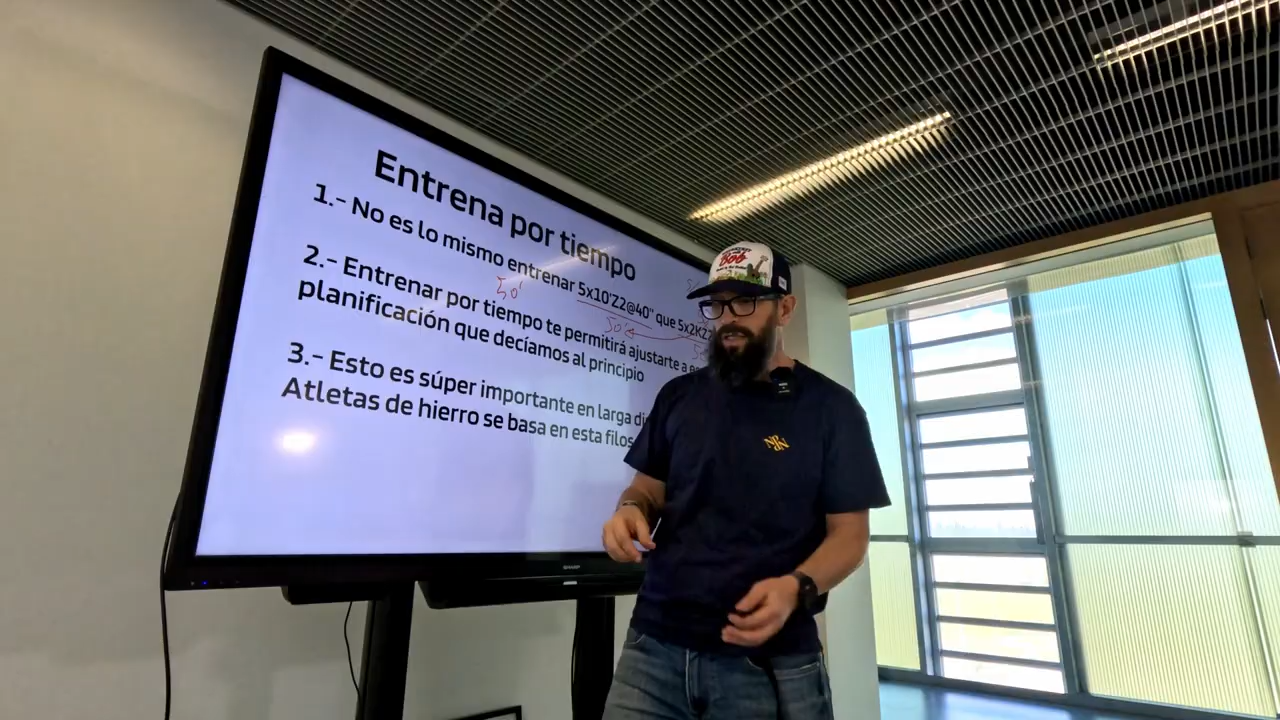 Entrena por tiempo
1.- No es lo mismo entrenar 5x10'Z2@40" que 5x2KZ2
50'
50'
2.- Entrenar por tiempo te permitirá ajustarte a
planificación que decíamos al principio
3.- Esto es súper importante en larga
Atletas de hierro se basa en esta
SHARP
Bob